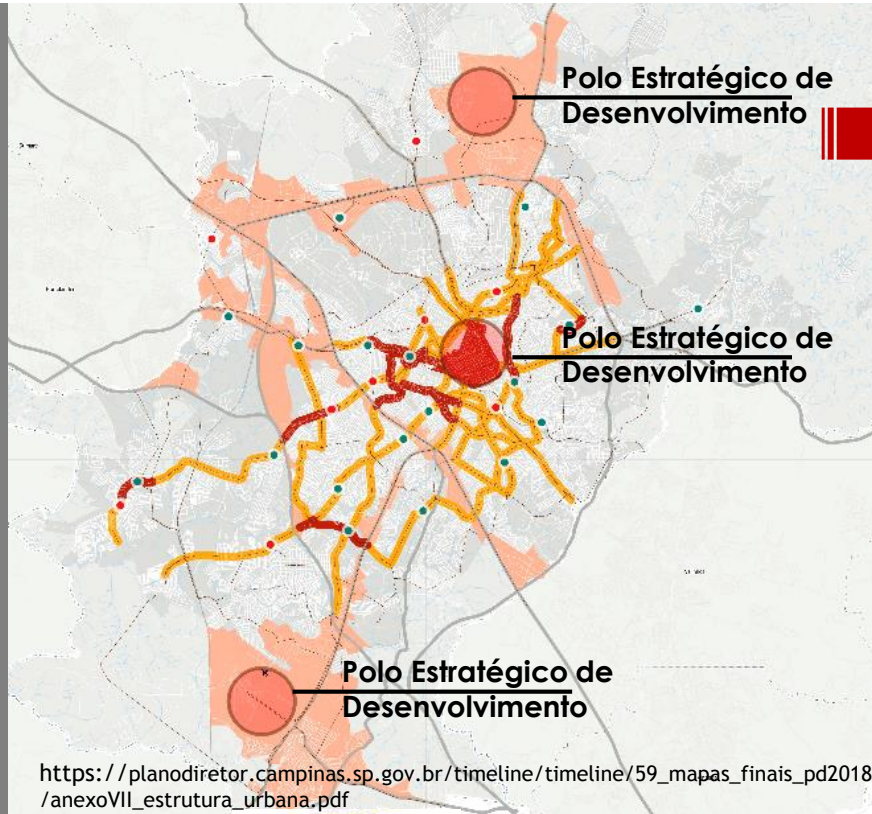 Polo Estratégico de
Desenvolvimento
Polo Estratégico de
Desenvolvimento
Polo Estratégico de
Desenvolvimento
https://planodiretor.campinas.sp.gov.br/timeline/timeline/59_mapas_finais_pd2018
/anexoVII_estrutura_urbana.pdf